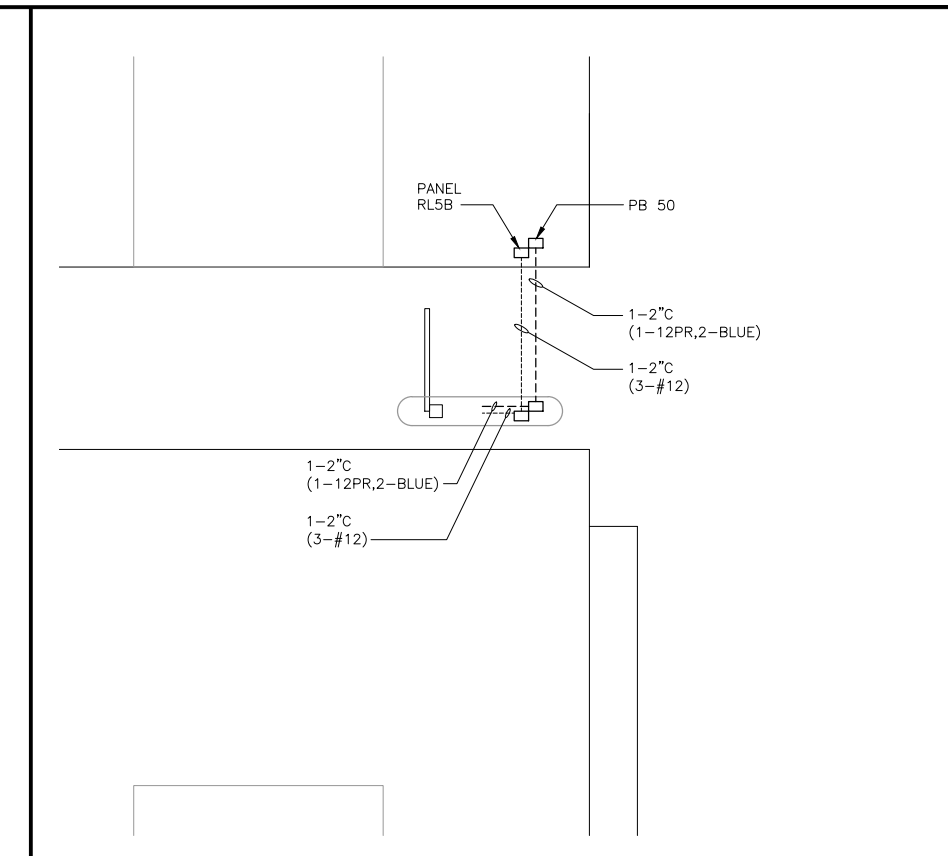 PANEL
RL5B
PB 50
1-2"C
(1-12PR,2-BLUE)
1-2"C
(3-#12)
1-2"C
(1-12PR,2-BLUE)
1-2"C
(3-#12)